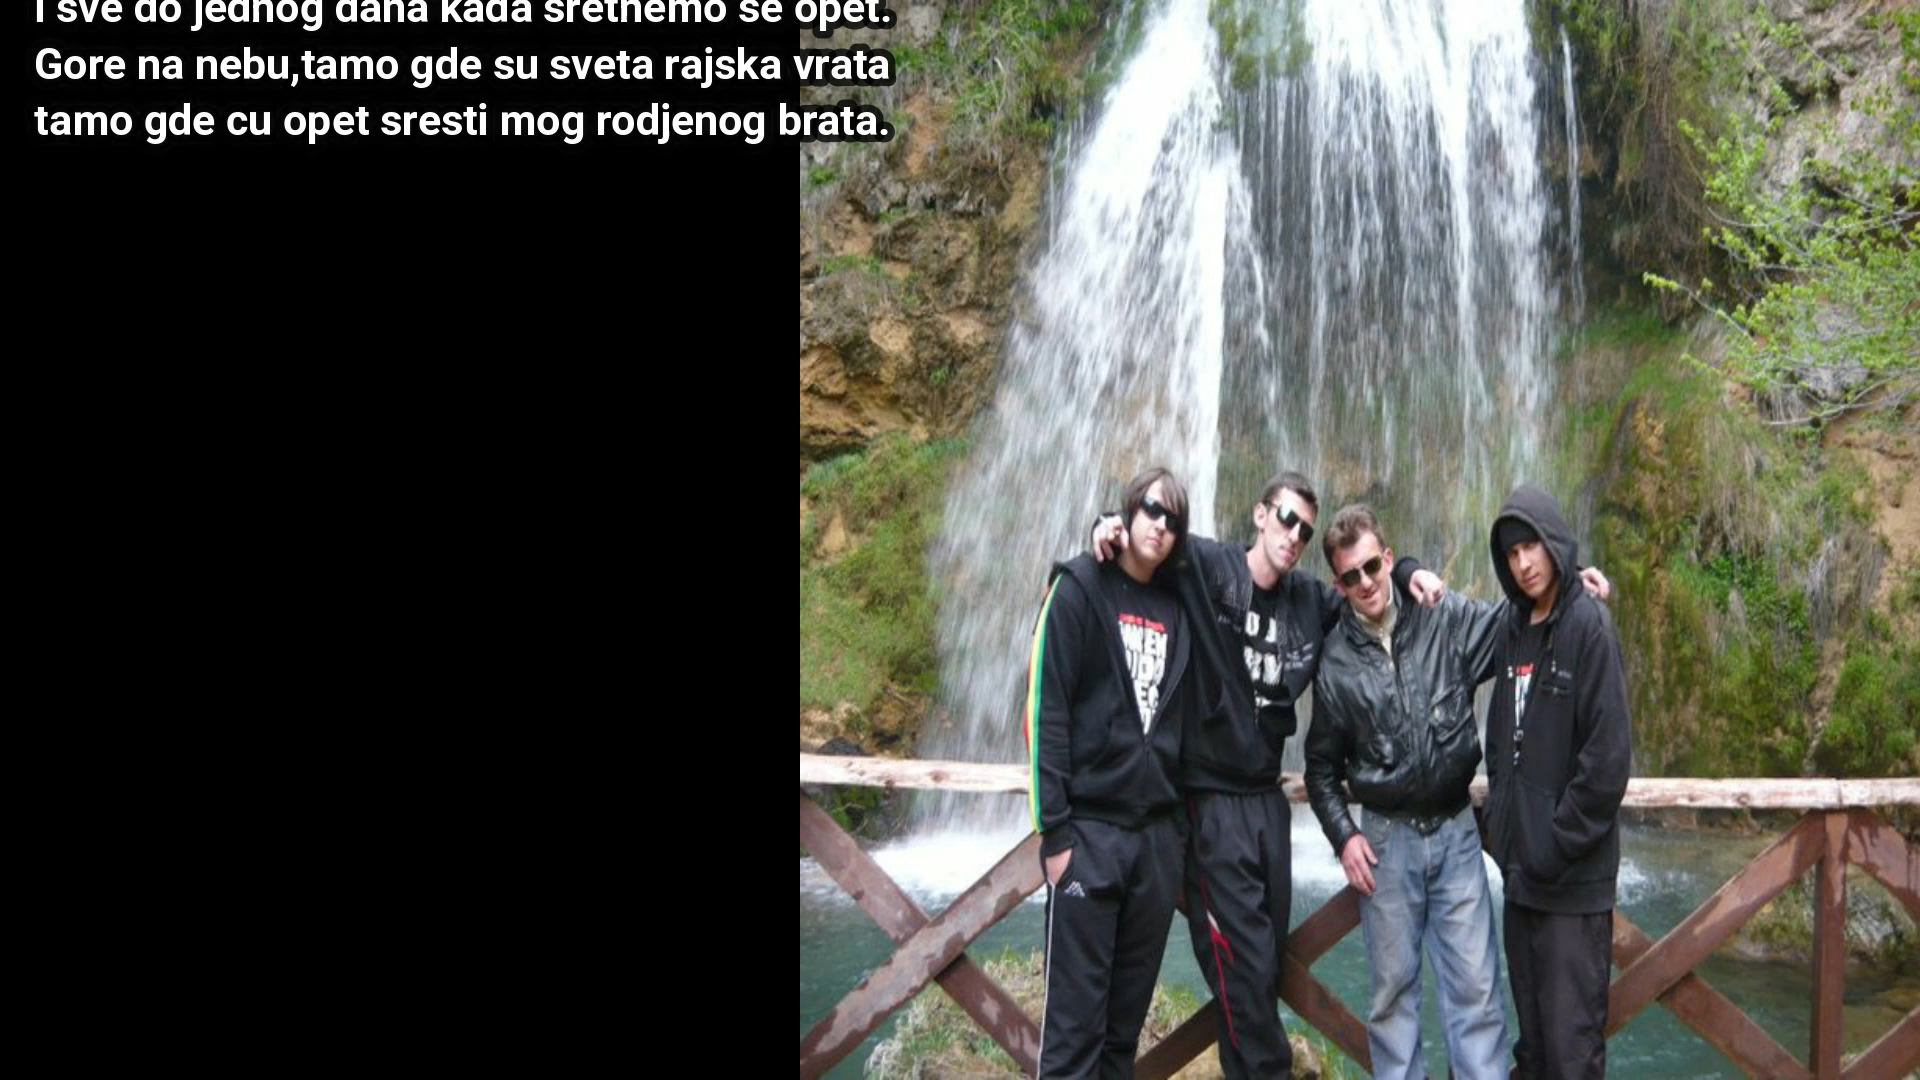 I sve do jednog dana kada sretnemo se opet.
Gore na nebu,tamo gde su sveta rajska vrata
tamo gde cu opet sresti mog rodjenog brata.